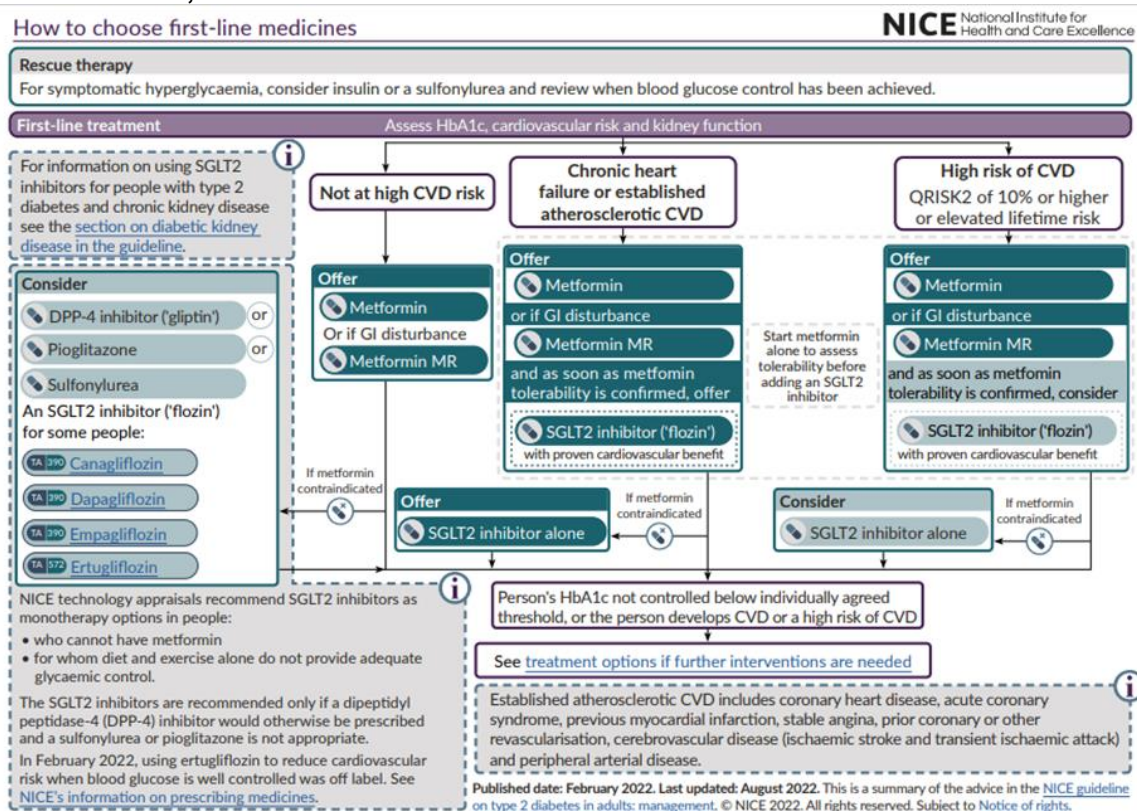 How to choose first-line medicines
NICE National Institute for
Health and Care Excellence
Rescue therapy
For symptomatic hyperglycaemia, consider insulin or a sulfonylurea and review when blood glucose control has been achieved.
First-line treatment
Assess HbA1c, cardiovascular risk and kidney function
For information on using SGLT2
inhibitors for people with type 2
diabetes and chronic kidney disease
see the section on diabetic kidney
disease in the guideline.
i
Not at high CVD risk
Chronic heart
failure or established
atherosclerotic CVD
High risk of CVD
QRISK2 of 10% or higher
or elevated lifetime risk
Consider
DPP-4 inhibitor ('gliptin')
or
Pioglitazone
or
Sulfonylurea
An SGLT2 inhibitor ('flozin')
for some people:
TA 390 Canagliflozin
TA 390 Dapagliflozin
TA 390 Empagliflozin
TA 572 Ertugliflozin
Offer
Metformin
Or if GI disturbance
Metformin MR
Offer
Metformin
or if GI disturbance
Metformin MR
and as soon as metfomin
tolerability is confirmed, offer
SGLT2 inhibitor ('flozin')
with proven cardiovascular benefit
Start metformin
alone to assess
tolerability before
adding an SGLT2
inhibitor
Offer
Metformin
or if GI disturbance
Metformin MR
and as soon as metfomin
tolerability is confirmed, consider
SGLT2 inhibitor ('flozin')
with proven cardiovascular benefit
If metformin
contraindicated
Offer
SGLT2 inhibitor alone
If metformin
contraindicated
Consider
SGLT2 inhibitor alone
If metformin
contraindicated
i
NICE technology appraisals recommend SGLT2 inhibitors as
monotherapy options in people:
• who cannot have metformin
• for whom diet and exercise alone do not provide adequate
glycaemic control.
The SGLT2 inhibitors are recommended only if a dipeptidyl
peptidase-4 (DPP-4) inhibitor would otherwise be prescribed
and a sulfonylurea or pioglitazone is not appropriate.
In February 2022, using ertugliflozin to reduce cardiovascular
risk when blood glucose is well controlled was off label. See
NICE's information on prescribing medicines.
Person's HbA1c not controlled below individually agreed
threshold, or the person develops CVD or a high risk of CVD
See treatment options if further interventions are needed
i
Established atherosclerotic CVD includes coronary heart disease, acute coronary
syndrome, previous myocardial infarction, stable angina, prior coronary or other
revascularisation, cerebrovascular disease (ischaemic stroke and transient ischaemic attack)
and peripheral arterial disease.
Published date: February 2022. Last updated: August 2022. This is a summary of the advice in the NICE guideline
on type 2 diabetes in adults: management. © NICE 2022. All rights reserved. Subject to Notice of rights.